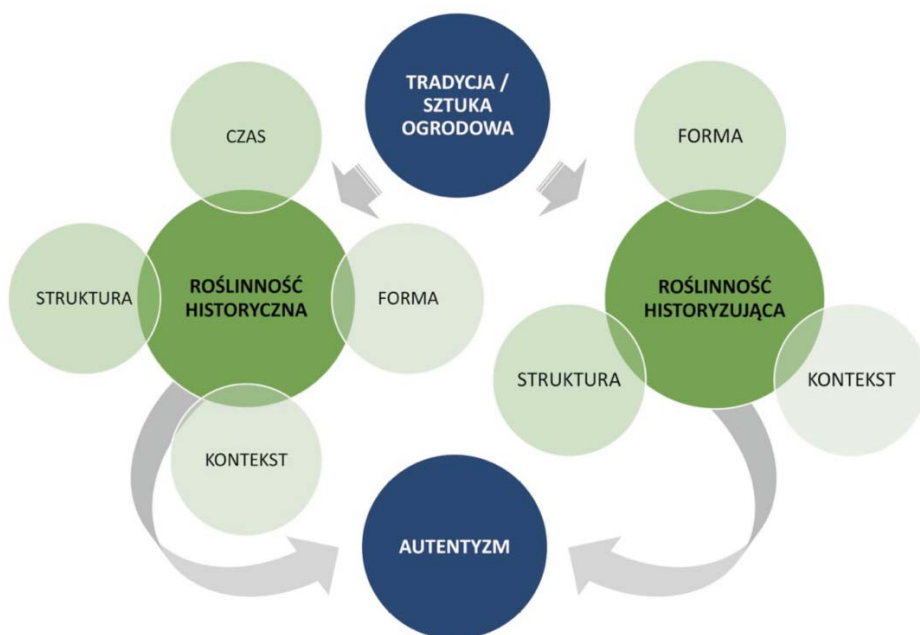 TRADYCJA /
SZTUKA
OGRODOWA
CZAS
STRUKTURA
ROŚLINNOŚĆ
HISTORYCZNA
FORMA
KONTEKST
FORMA
ROŚLINNOŚĆ
HISTORYZUJĄCA
STRUKTURA
KONTEKST
AUTENTYZM